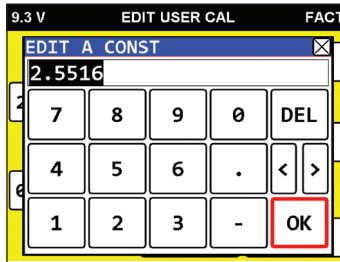 9.3 V EDIT USER CAL FACT
EDIT A CONST
2.5516
7 8 9 0 DEL
4 5 6 . < >
1 2 3 - OK